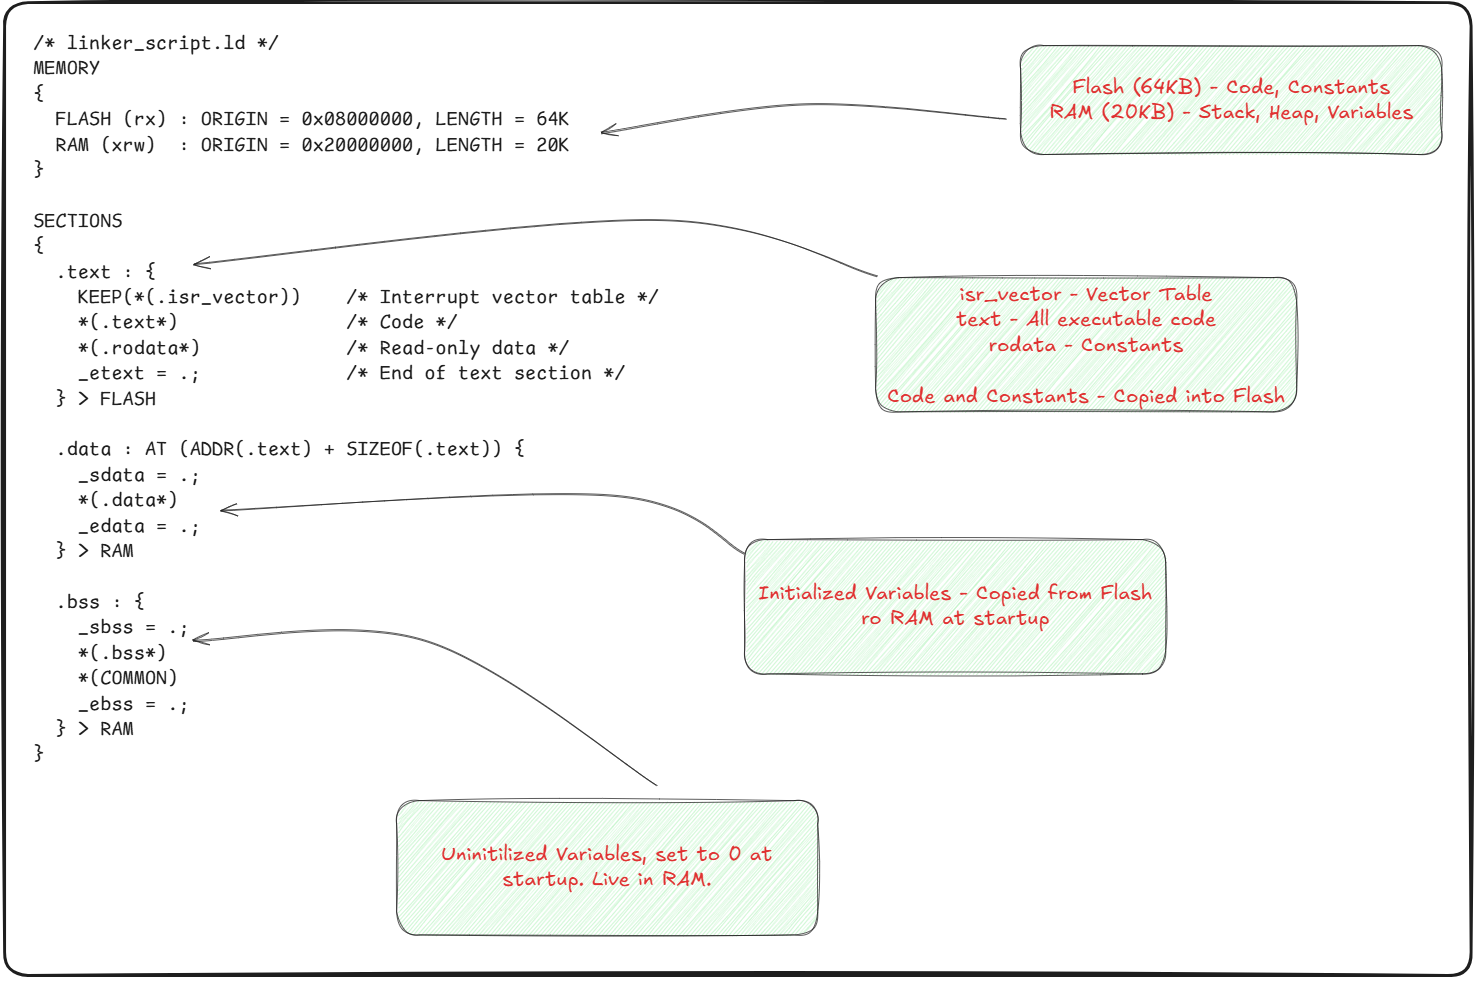 /* linker_script.ld */
MEMORY
{
  FLASH (rx) : ORIGIN = 0x08000000, LENGTH = 64K
  RAM (xrw)  : ORIGIN = 0x20000000, LENGTH = 20K
}
Flash (64KB) - Code, Constants
RAM (20KB) - Stack, Heap, Variables
SECTIONS
{
  .text : {
    KEEP(*(.isr_vector))    /* Interrupt vector table */
    *(.text*)               /* Code */
    *(.rodata*)             /* Read-only data */
    _etext = .;             /* End of text section */
  } > FLASH
isr_vector - Vector Table
text - All executable code
rodata - Constants
Code and Constants - Copied into Flash
  .data : AT (ADDR(.text) + SIZEOF(.text)) {
    _sdata = .;
    *(.data*)
    _edata = .;
  } > RAM
Initialized Variables - Copied from Flash
ro RAM at startup
  .bss : {
    _sbss = .;
    *(.bss*)
    *(COMMON)
    _ebss = .;
  } > RAM
}
Uninitilized Variables, set to 0 at
startup. Live in RAM.